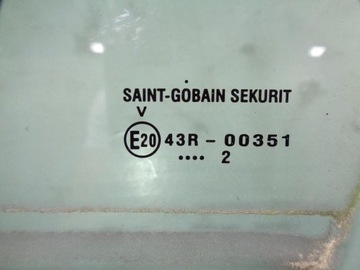 SAINT-GOBAIN SEKURIT
V
E20 43R - 00351
.... 2